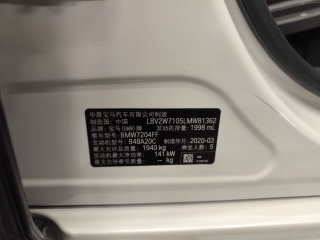 华晨宝马汽车有限公司制造
制造国：中国 LBV2W7105LMW81362
品牌：宝马(BMW)牌 发动机排量：1998 mL
整车型号：BMW7204FF
发动机型号：B48A20C 制造年月：2020-03
最大允许总质量：1940 kg 乘坐人数：5
发动机最大净功率：141 kW
-- kg